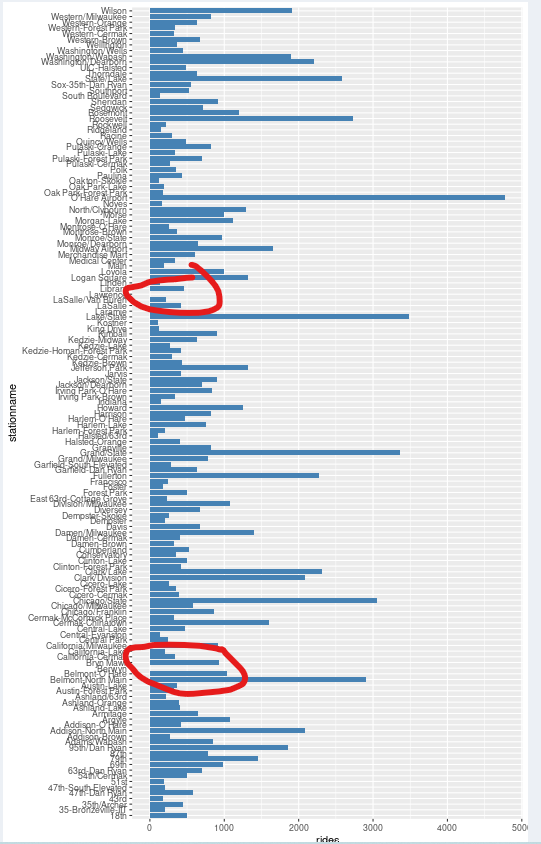 Wilson
Western/Milwaukee
Western-Orange
Western-Forest Park
Western-Cermak
Western-Brown
Wellington
Washington/Wells
Washington/Wabash
Washington/Dearborn
UIC-Halsted
Thorndale
State/Lake
Sox-35th-Dan Ryan
Southport
South Boulevard
Sheridan
Sedgwick
Rosemont
Roosevelt
Rockwell
Ridgeland
Racine
Quincy/Wells
Pulaski-Orange
Pulaski-Lake
Pulaski-Forest Park
Pulaski-Cermak
Polk
Paulina
Oakton-Skokie
Oak Park-Lake
Oak Park-Forest Park
O'Hare Airport
Noyes
North/Clybourn
Morse
Morgan-Lake
Montrose-O'Hare
Montrose-Brown
Monroe/State
Monroe/Dearborn
Midway Airport
Merchandise Mart
Medical Center
Main
Loyola
Logan Square
Linden
Library
Lawrence
LaSalle/Van Buren
LaSalle
Laramie
Lake/State
Kostner
King Drive
Kimball
Kedzie-Midway
Kedzie-Lake
Kedzie-Homan-Forest Park
Kedzie-Cermak
Kedzie-Brown
Jefferson Park
Jarvis
Jackson/State
Jackson/Dearborn
Irving Park-O'Hare
Irving Park-Brown
Indiana
Howard
Harrison
Harlem-O'Hare
Harlem-Lake
Harlem-Forest Park
Halsted/63rd
Halsted-Orange
Granville
Grand/State
Grand/Milwaukee
Garfield-South Elevated
Garfield-Dan Ryan
Fullerton
Francisco
Foster
Forest Park
East 63rd-Cottage Grove
Division/Milwaukee
Diversey
Dempster-Skokie
Dempster
Davis
Damen/Milwaukee
Damen-Cermak
Damen-Brown
Cumberland
Conservatory
Clinton-Lake
Clinton-Forest Park
Clark/Lake
Clark/Division
Cicero-Lake
Cicero-Forest Park
Cicero-Cermak
Chicago/State
Chicago/Milwaukee
Chicago/Franklin
Cermak-McCormick Place
Cermak-Chinatown
Central-Lake
Central-Evanston
Central Park
California/Milwaukee
California-Lake
California-Cermak
Bryn Mawr
Berwyn
Belmont-O'Hare
Belmont-North Main
Austin-Lake
Austin-Forest Park
Ashland/63rd
Ashland-Orange
Ashland-Lake
Armitage
Argyle
Addison-O'Hare
Addison-North Main
Addison-Brown
Adams/Wabash
95th/Dan Ryan
87th
79th
69th
63rd-Dan Ryan
54th/Cermak
51st
47th-South Elevated
47th-Dan Ryan
43rd
35th/Archer
35-Bronzeville-IIT
18th
stationname
0 1000 2000 3000 4000 500
rides